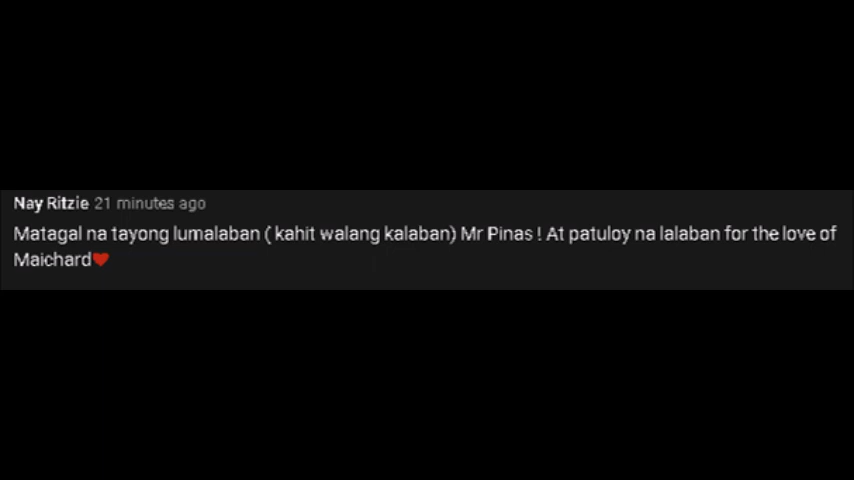 Nay Ritzie 21 minutes ago
Matagal na tayong lumalaban ( kahit walang kalaban) Mr Pinas ! At patuloy na lalaban for the love of
Maichard❤